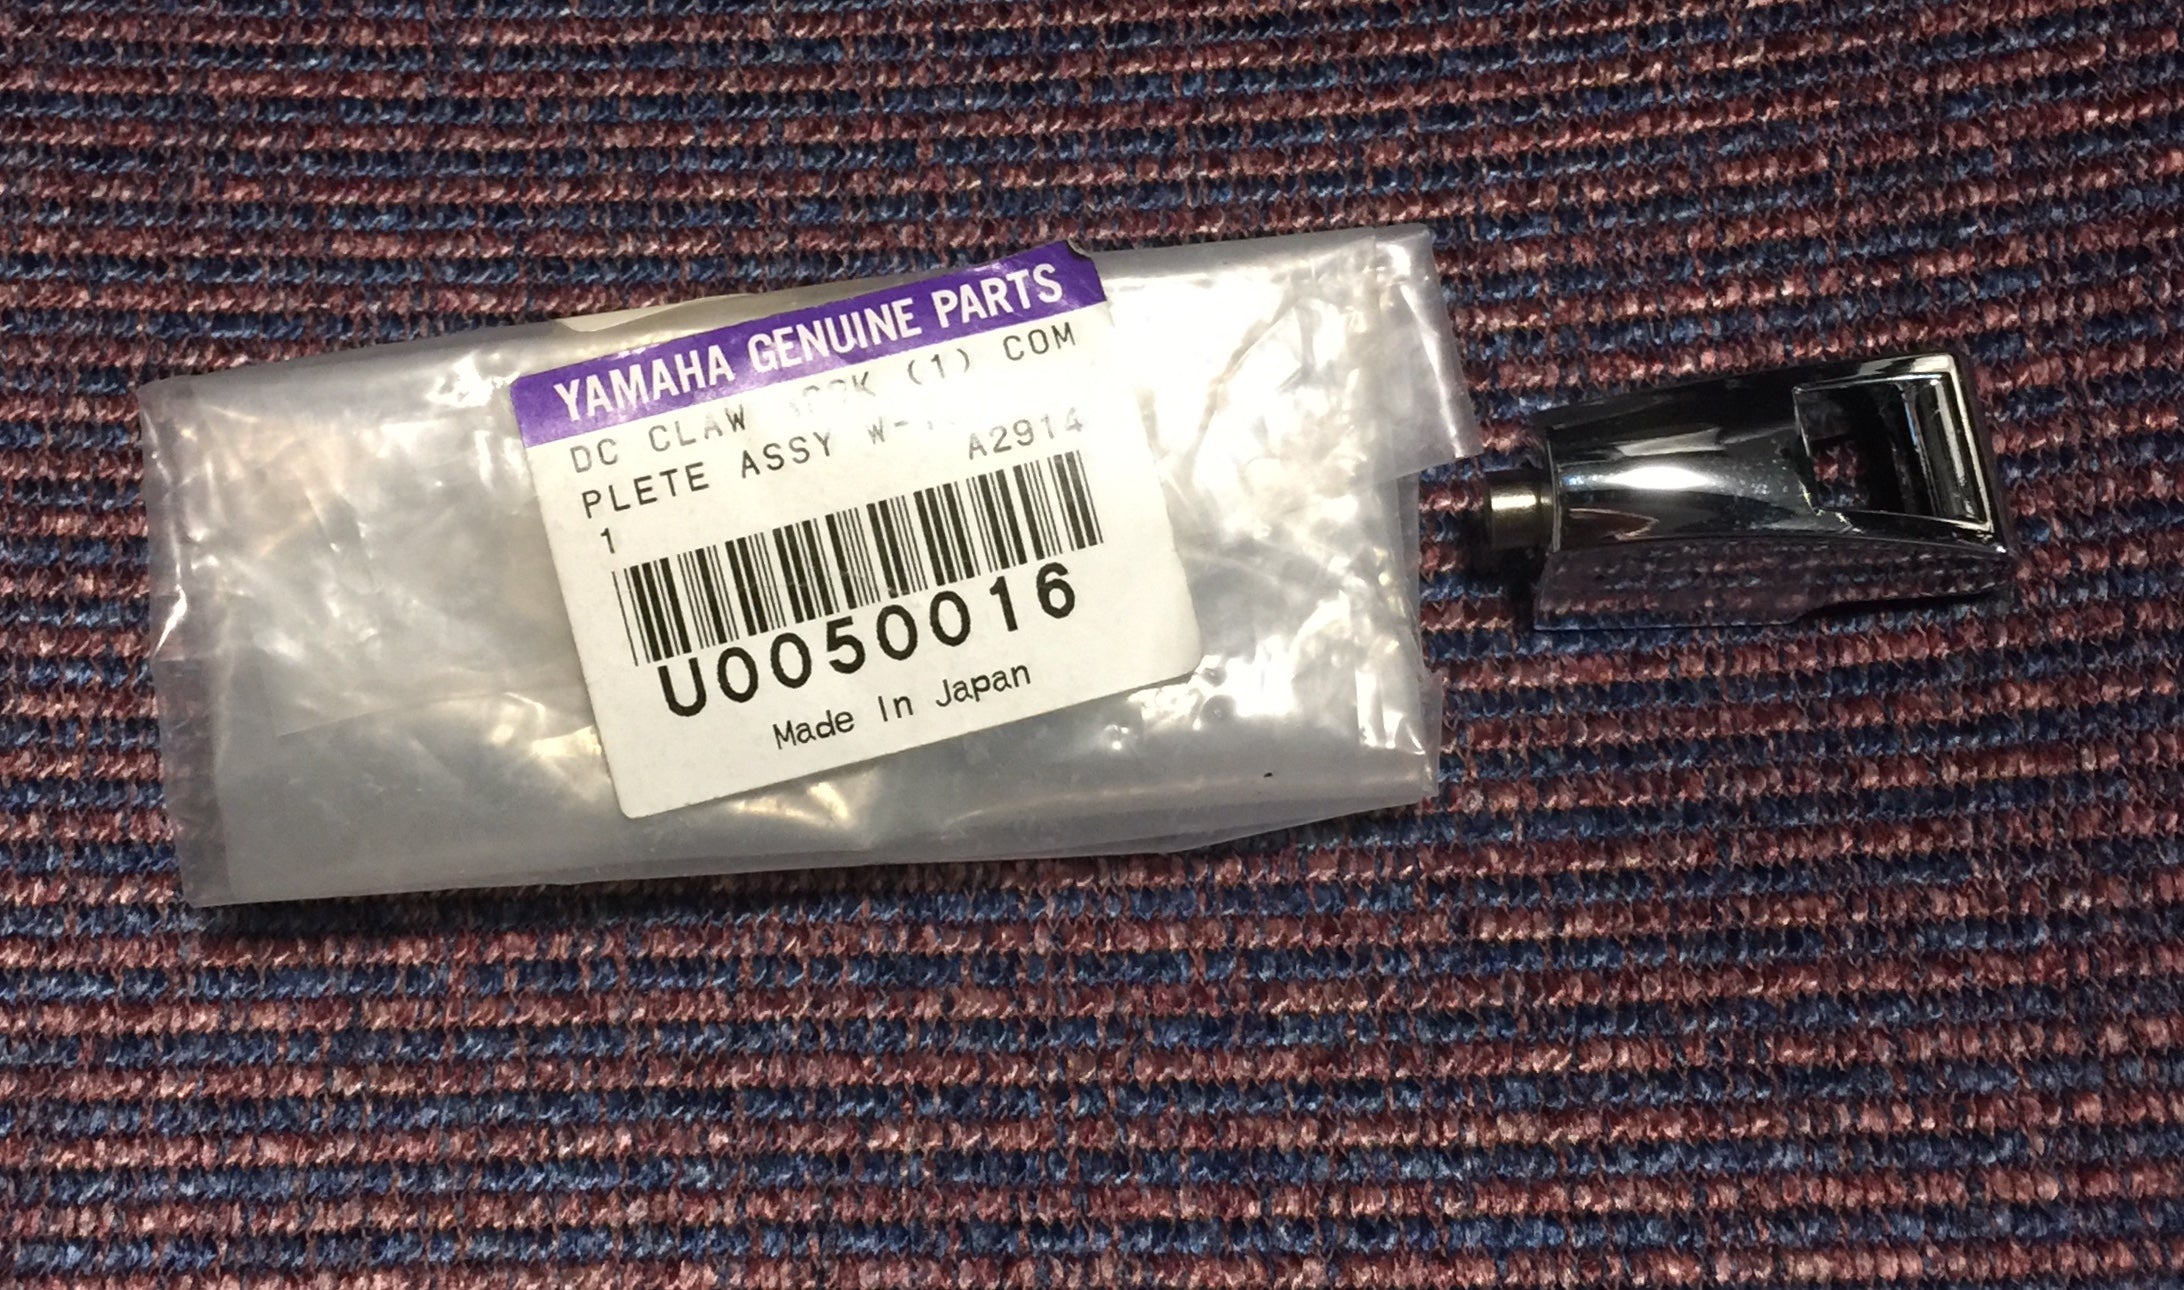 YAMAHA GENUINE PARTS
DC CLAW (1) COM
PLETE ASSY
A2914
1
U0050016
Made In Japan